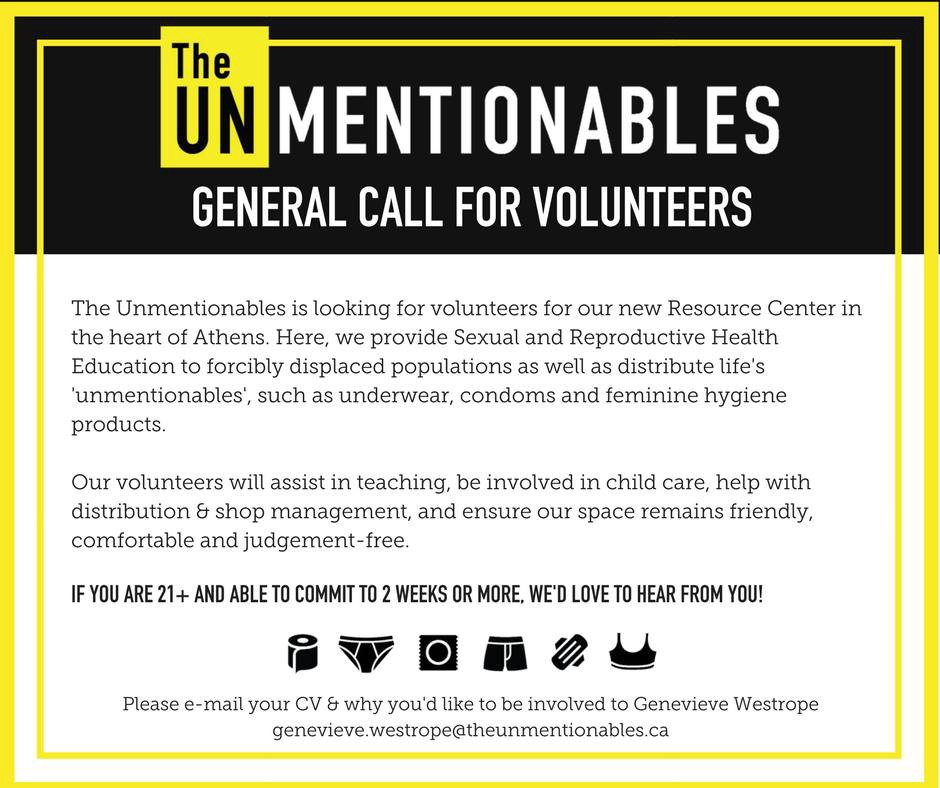 The
UNMENTIONABLES
GENERAL CALL FOR VOLUNTEERS
The Unmentionables is looking for volunteers for our new Resource Center in
the heart of Athens. Here, we provide Sexual and Reproductive Health
Education to forcibly displaced populations as well as distribute life's
'unmentionables', such as underwear, condoms and feminine hygiene
products.
Our volunteers will assist in teaching, be involved in child care, help with
distribution & shop management, and ensure our space remains friendly,
comfortable and judgement-free.
IF YOU ARE 21+ AND ABLE TO COMMIT TO 2 WEEKS OR MORE, WE'D LOVE TO HEAR FROM YOU!
Please e-mail your CV & why you'd like to be involved to Genevieve Westrope
genevieve.westrope@theunmentionables.ca